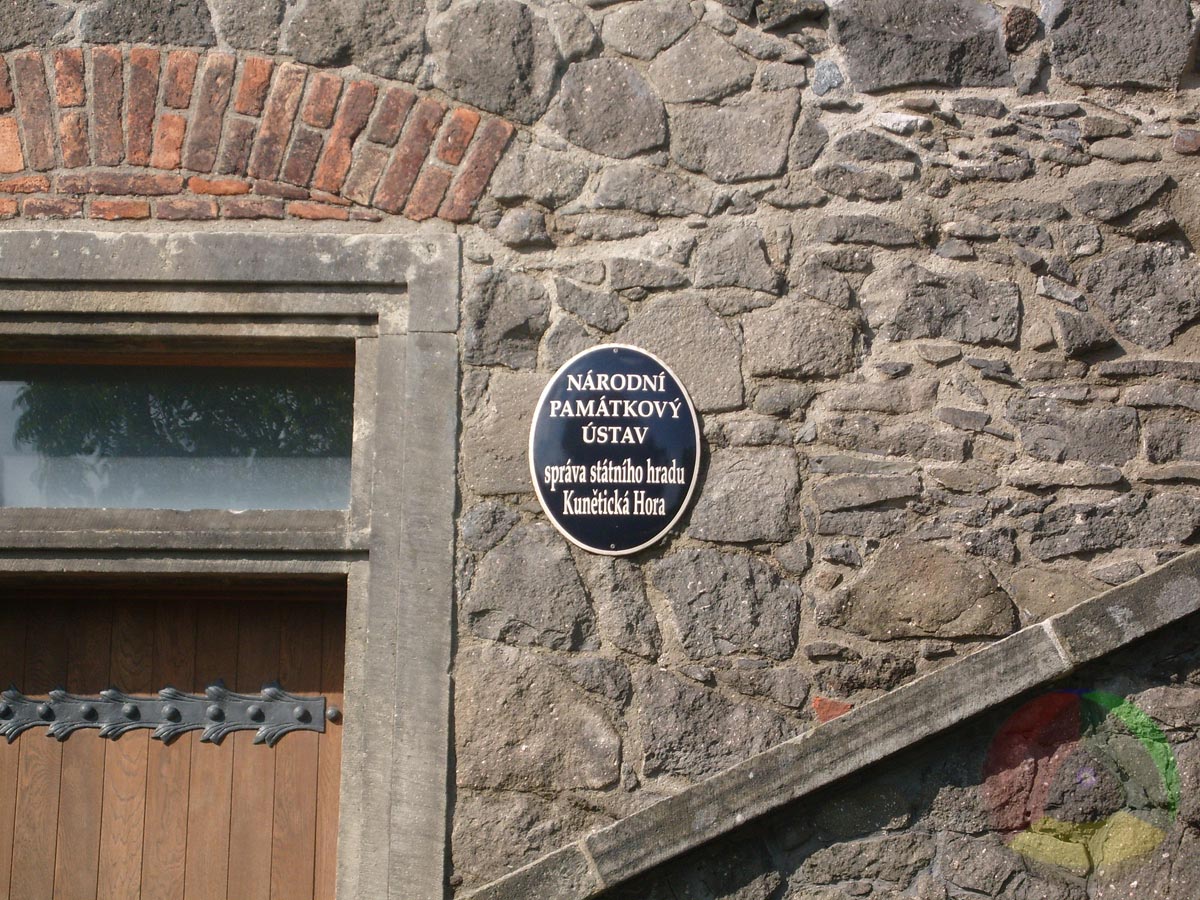 NÁRODNÍ
PAMÁTKOVÝ
ÚSTAV
správa státního hradu
Kunětická Hora